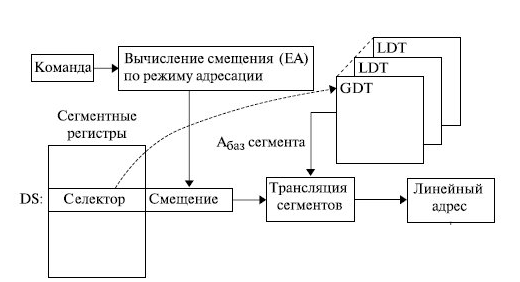 LDT
LDT
GDT
Команда
Вычисление смещения (EA)
по режиму адресации
Сегментные
регистры
Aбаз сегмента
DS:
Селектор
Смещение
Трансляция
сегментов
Линейный
адрес